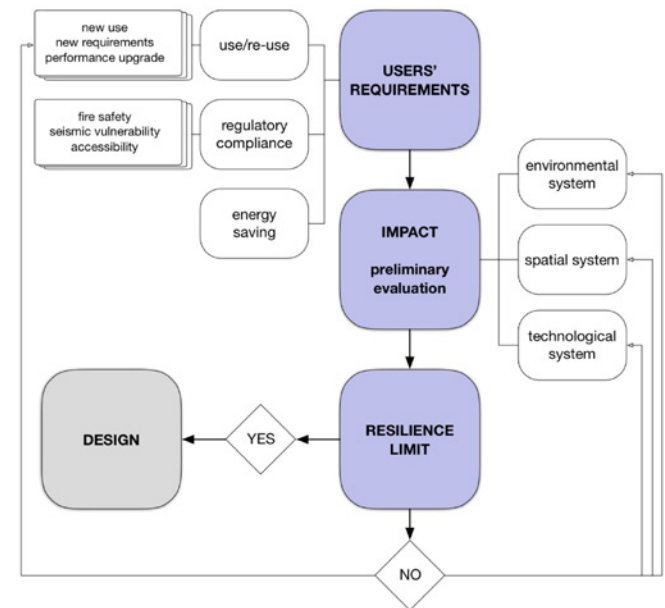 new use
new requirements
performance upgrade
use/re-use
USERS'
REQUIREMENTS
fire safety
seismic vulnerability
accessibility
regulatory
compliance
environmental
system
energy
saving
IMPACT
preliminary
evaluation
spatial system
technological
system
DESIGN
YES
RESILIENCE
LIMIT
NO